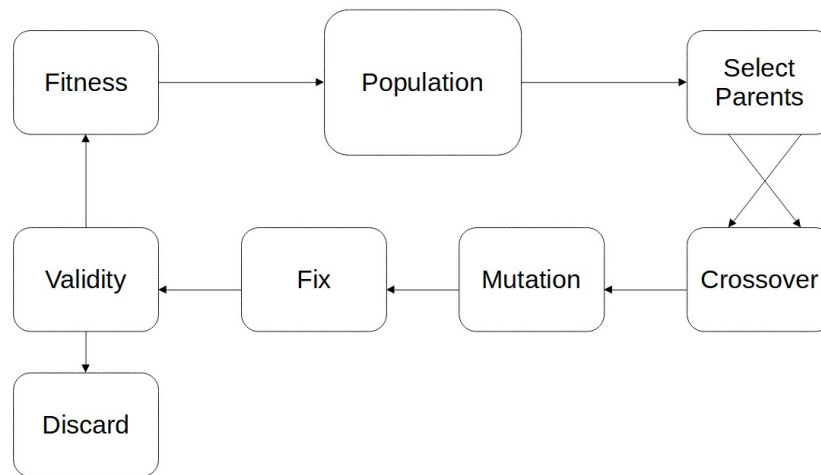 Fitness
Population
Select
Parents
Validity
Fix
Mutation
Crossover
Discard